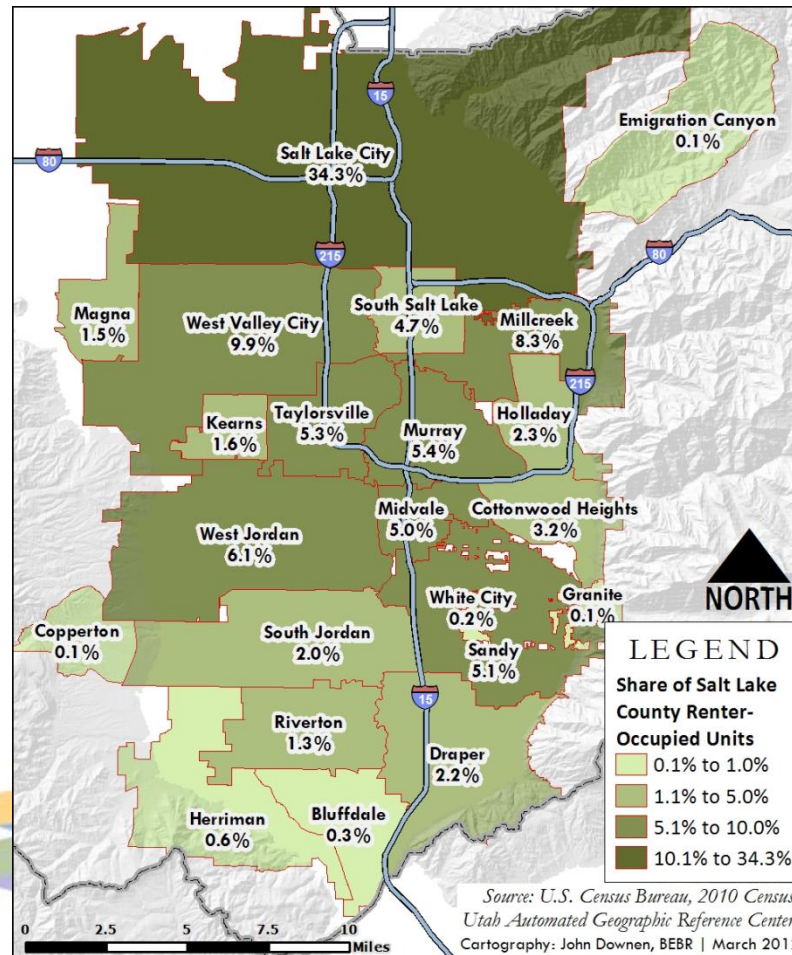 15
Emigration Canyon
0.1%
Salt Lake City
34.3%
80
215
80
Magna
1.5%
West Valley City
9.9%
South Salt Lake
4.7%
Millcreek
8.3%
215
Kearns
1.6%
Taylorsville
5.3%
Murray
5.4%
Holladay
2.3%
West Jordan
6.1%
Midvale
5.0%
Cottonwood Heights
3.2%
NORTH
White City
0.2%
Granite
0.1%
Copperton
0.1%
South Jordan
2.0%
Sandy
5.1%
15
Riverton
1.3%
Draper
2.2%
Herriman
0.6%
Bluffdale
0.3%
LEGEND
Share of Salt Lake
County Renter-
Occupied Units
0.1% to 1.0%
1.1% to 5.0%
5.1% to 10.0%
10.1% to 34.3%
Source: U.S. Census Bureau, 2010 Census
Utah Automated Geographic Reference Center
Cartography: John Downen, BEBR | March 201
0 2.5 5 7.5 10
Miles